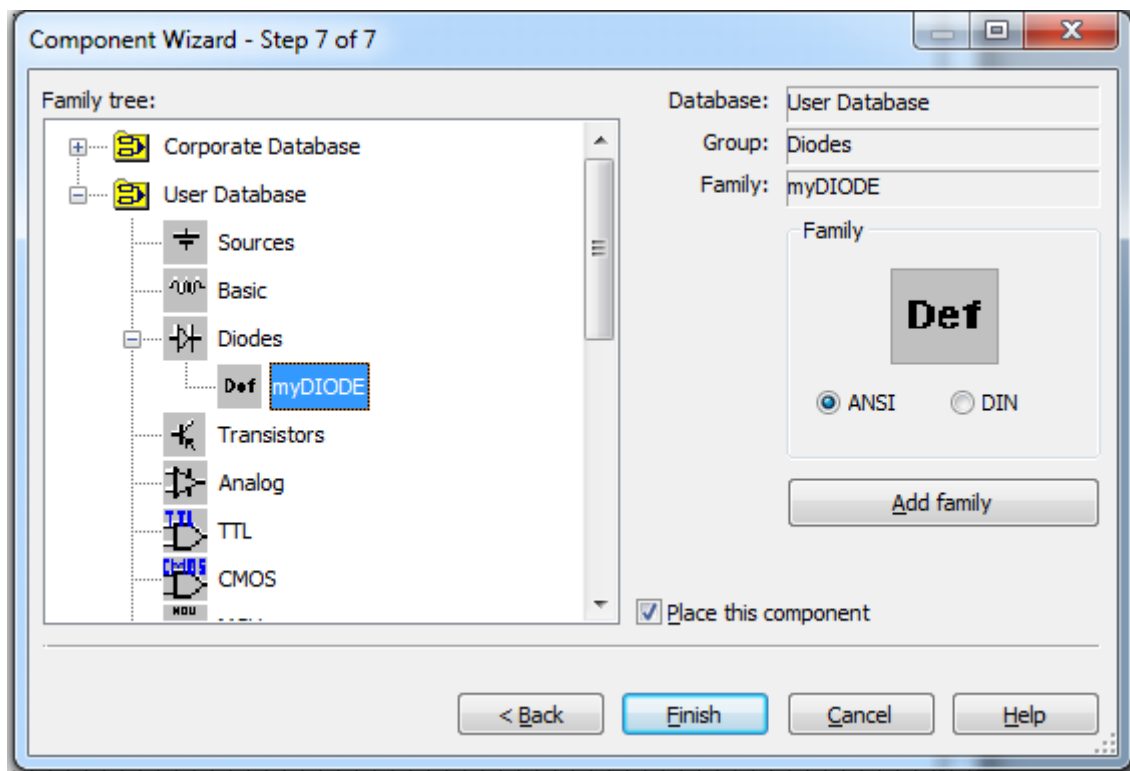 Component Wizard - Step 7 of 7
Family tree:
Corporate Database
User Database
Sources
Basic
Diodes
Def myDIODE
Transistors
Analog
TTL TTL
CMOS
Database: User Database
Group: Diodes
Family: myDIODE
Family
Def
ANSI DIN
Add family
Place this component
< Back Finish Cancel Help